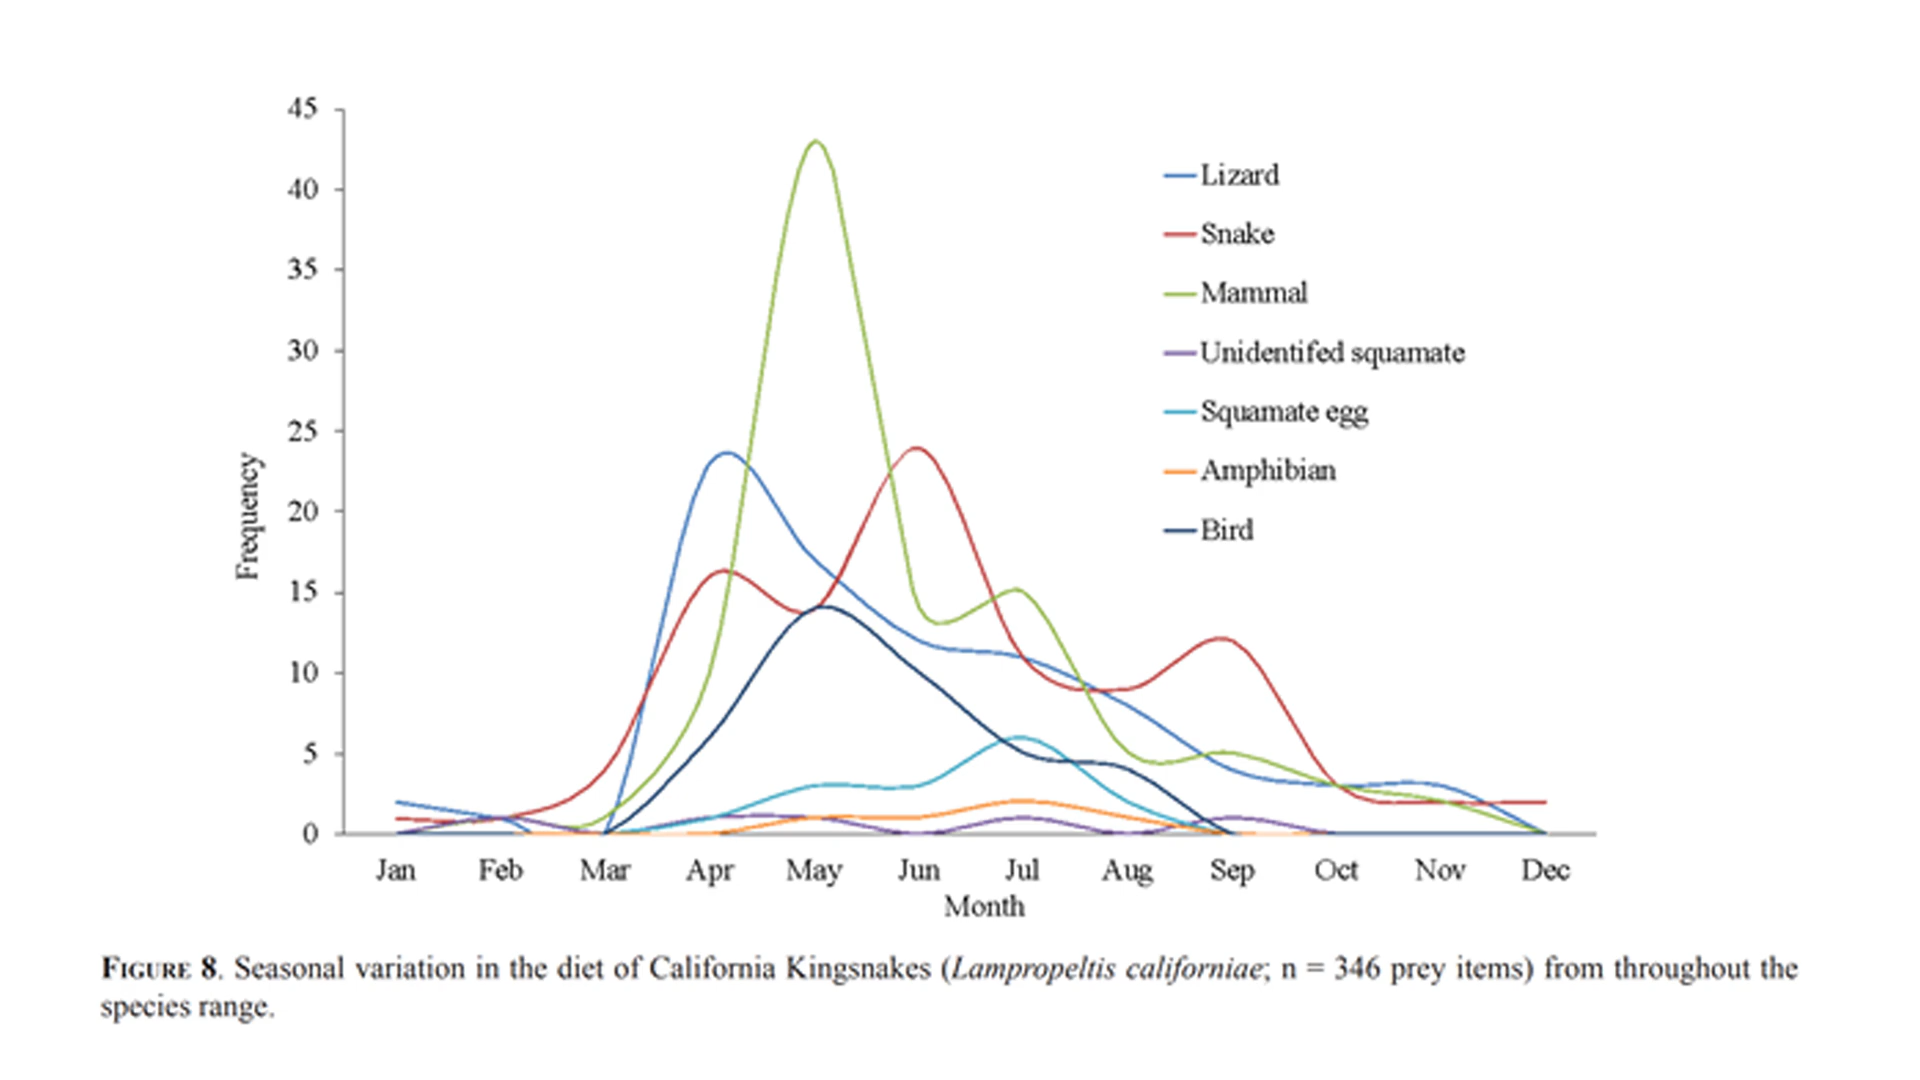 45
40
35
30
25
20
15
10
5
0
Frequency
Lizard
Snake
Mammal
Unidentifed squamate
Squamate egg
Amphibian
Bird
Jan Feb Mar Apr May Jun Jul Aug Sep Oct Nov Dec
Month
FIGURE 8. Seasonal variation in the diet of California Kingsnakes (Lampropeltis californiae; n = 346 prey items) from throughout the
species range.